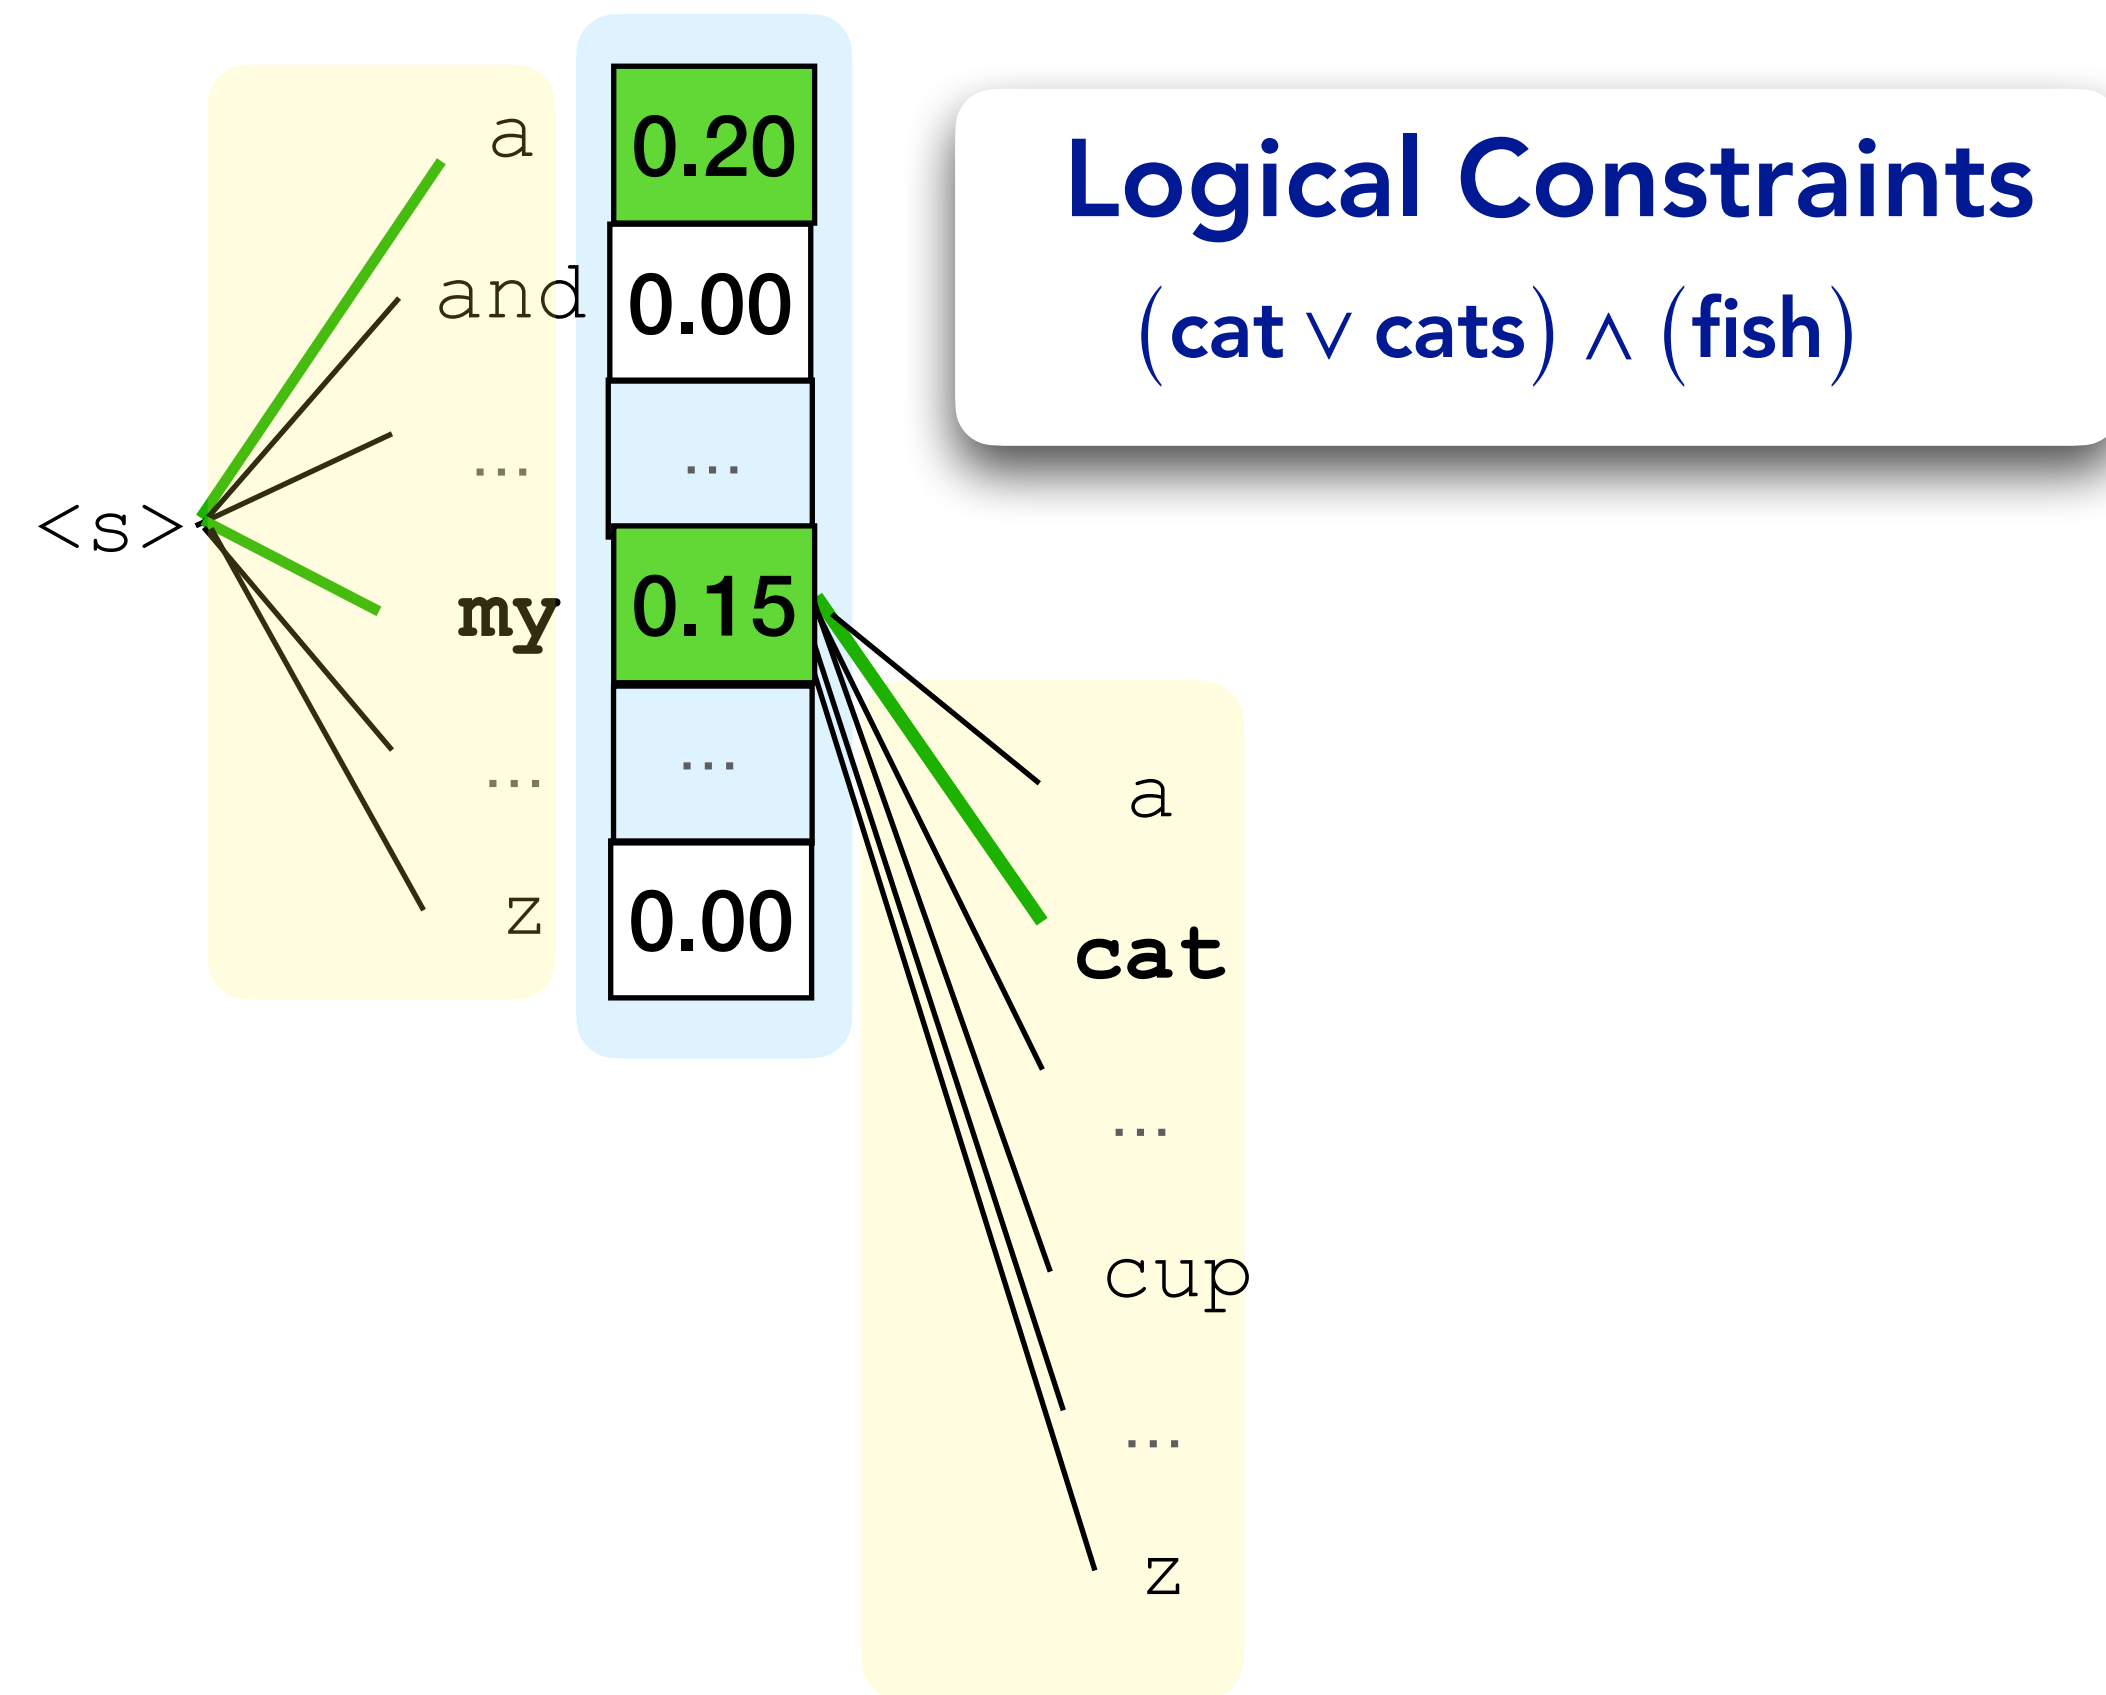 Logical Constraints
(cat ∨ cats) ∧ (fish)
<s>
a 0.20
and 0.00
... ...
my 0.15
... ...
z 0.00
a
cat
...
cup
...
z